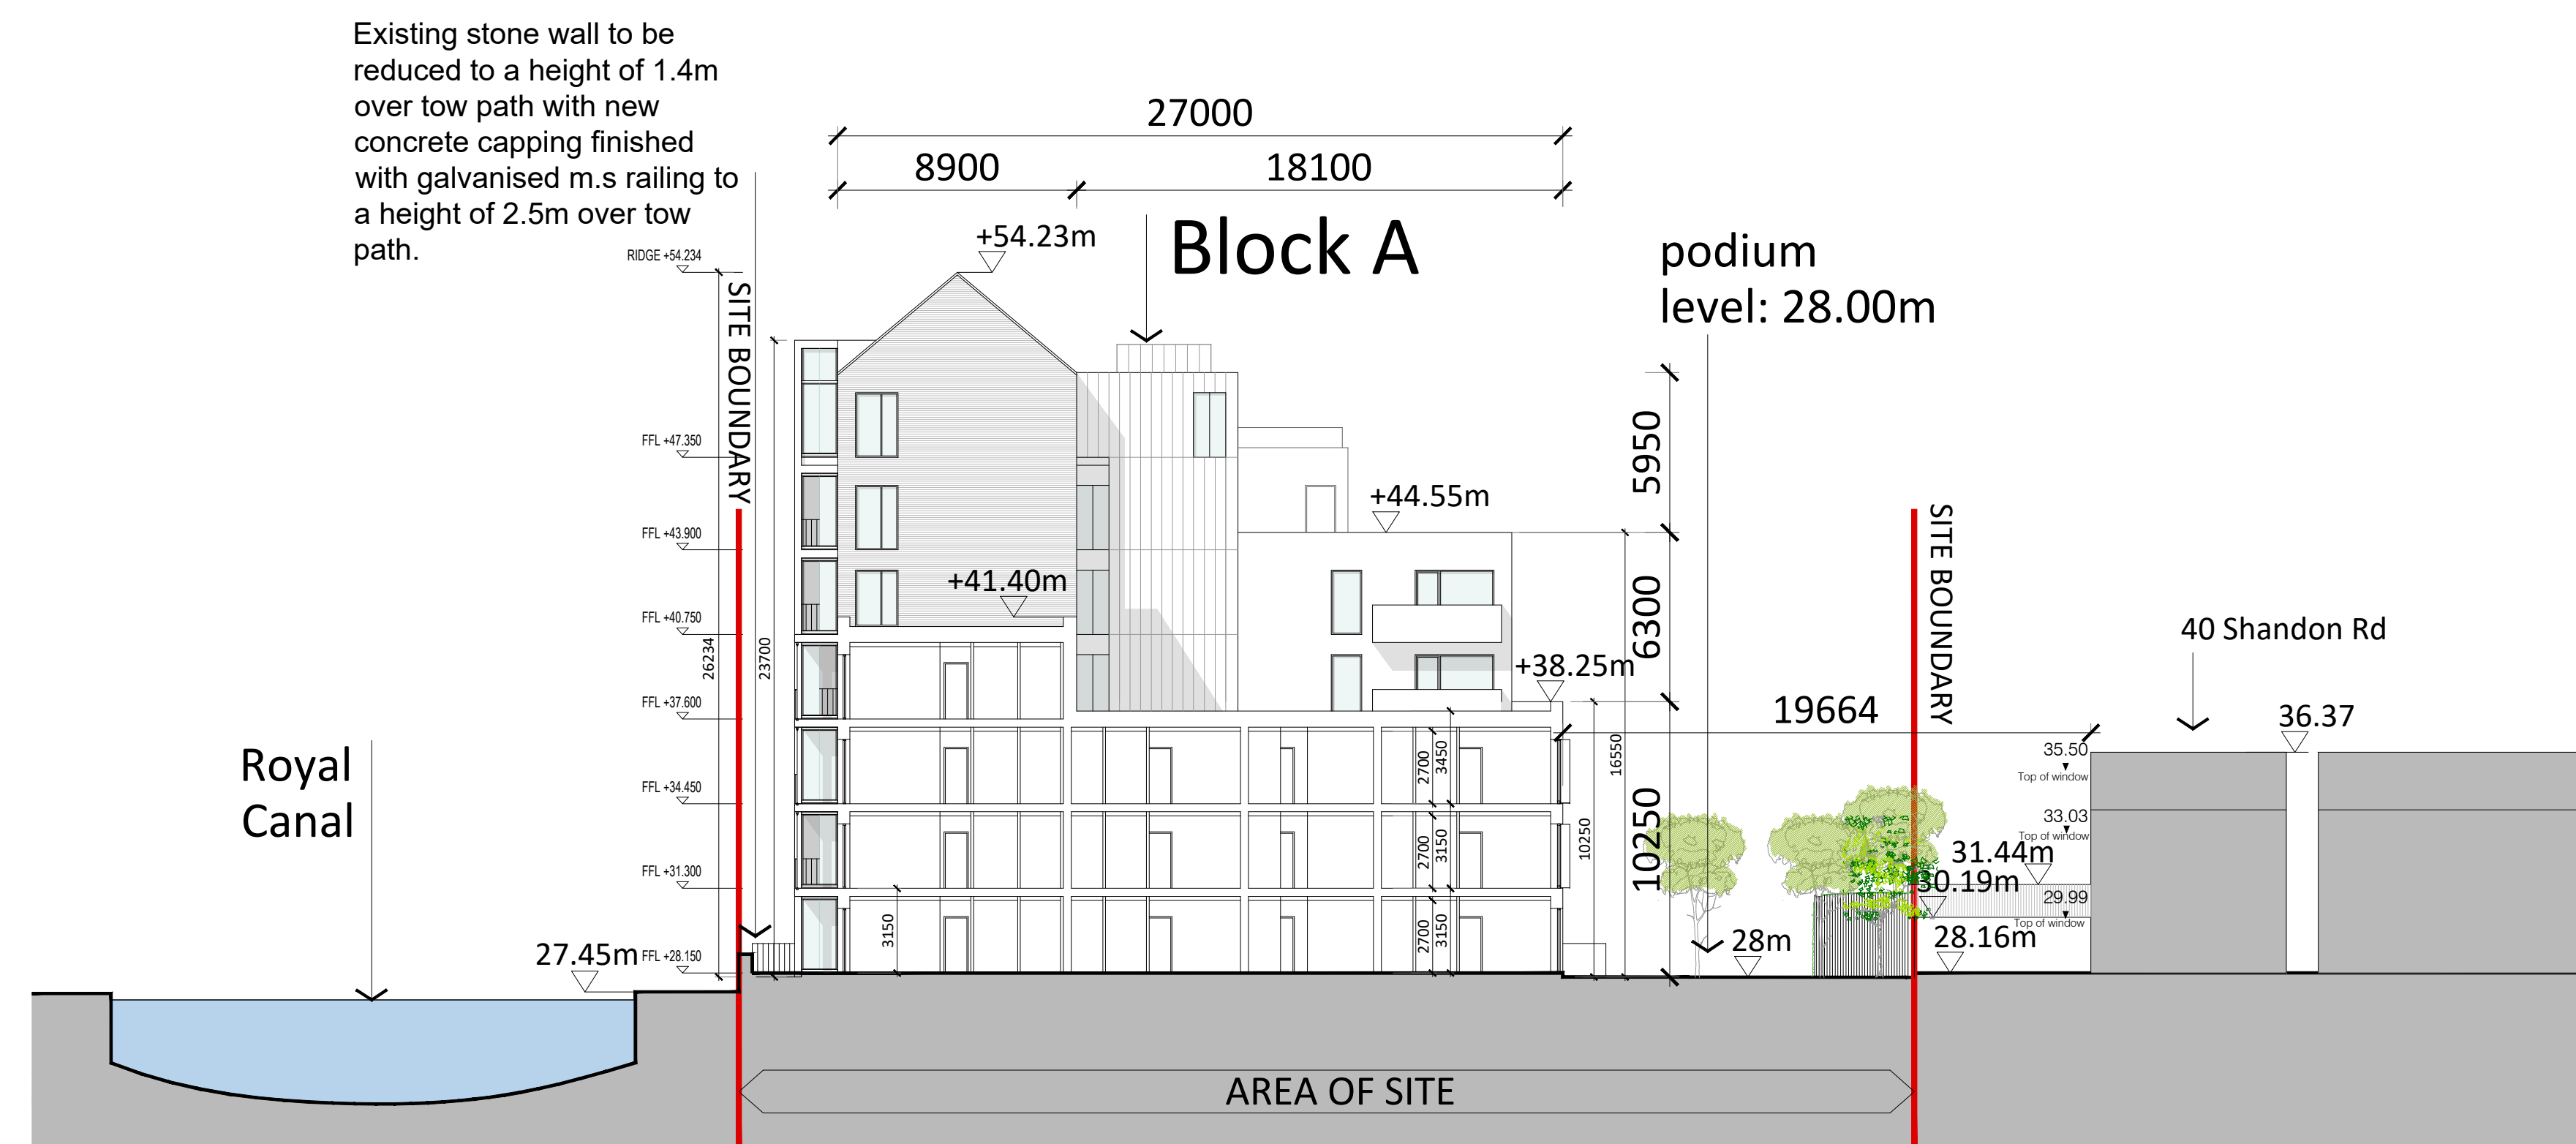 Existing stone wall to be
reduced to a height of 1.4m
over tow path with new
concrete capping finished
with galvanised m.s railing to
a height of 2.5m over tow
path.
27000
8900
18100
Block A
+54.23m
RIDGE +54.234
SITE BOUNDARY
podium
level: 28.00m
FFL +47.350
FFL +43.900
FFL +40.750
FFL +37.600
FFL +34.450
FFL +31.300
FFL +28.150
26234
23700
+44.55m
+41.40m
+38.25m
5950
6300
10250
16550
10250
2700
3450
2700
3150
2700
3150
3150
SITE BOUNDARY
19664
40 Shandon Rd
36.37
35.50
Top of window
33.03
Top of window
31.44m
30.19m
29.99
Top of window
28.16m
28m
27.45m
Royal
Canal
AREA OF SITE